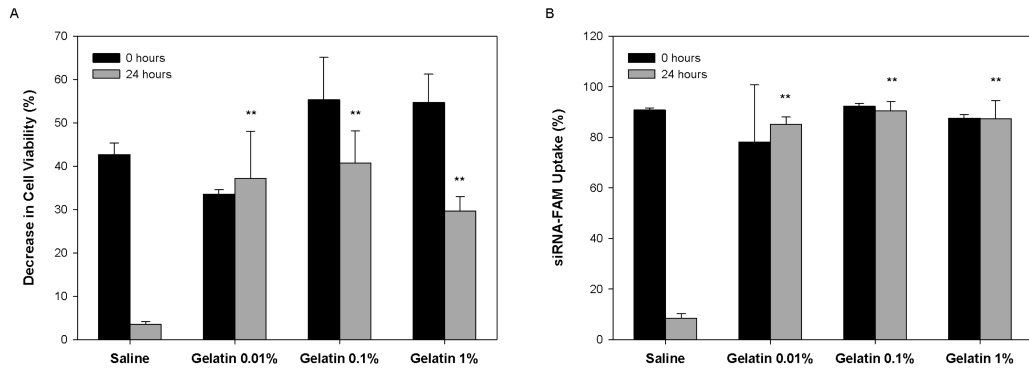 A
Decrease in Cell Viability (%)
70
60
50
40
30
20
10
0
0 hours
24 hours
**
**
**
Saline
Gelatin 0.01%
Gelatin 0.1%
Gelatin 1%
B
siRNA-FAM Uptake (%)
120
100
80
60
40
20
0
0 hours
24 hours
**
**
**
Saline
Gelatin 0.01%
Gelatin 0.1%
Gelatin 1%